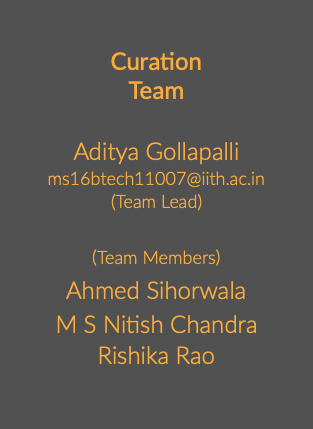 Curation
Team
Aditya Gollapalli
ms16btech11007@iith.ac.in
(Team Lead)
(Team Members)
Ahmed Sihorwala
M S Nitish Chandra
Rishika Rao